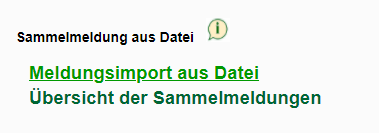 Sammelmeldung aus Datei
Meldungsimport aus Datei
Übersicht der Sammelmeldungen